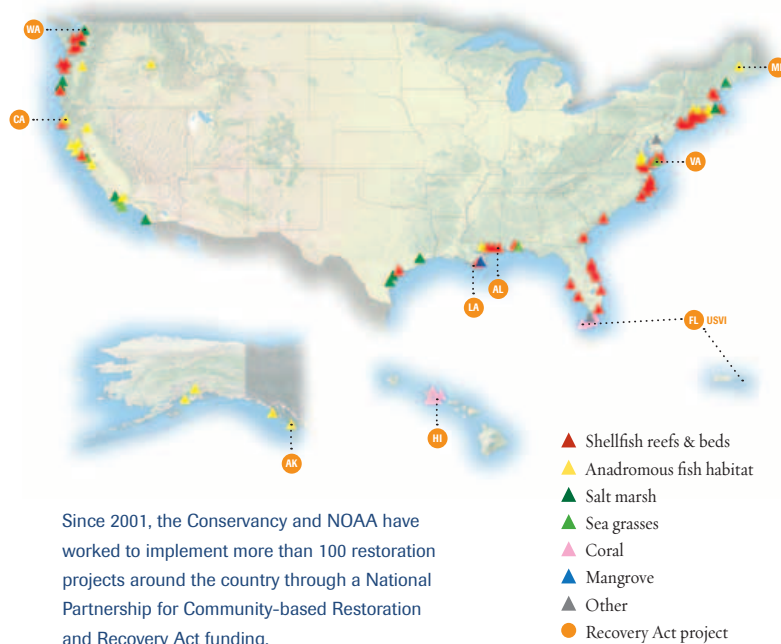 WA
ME
CA
VA
AL
LA
FL USVI
HI
AK
Shellfish reefs & beds
Anadromous fish habitat
Salt marsh
Sea grasses
Coral
Mangrove
Other
Recovery Act project
Since 2001, the Conservancy and NOAA have
worked to implement more than 100 restoration
projects around the country through a National
Partnership for Community-based Restoration
and Recovery Act funding.